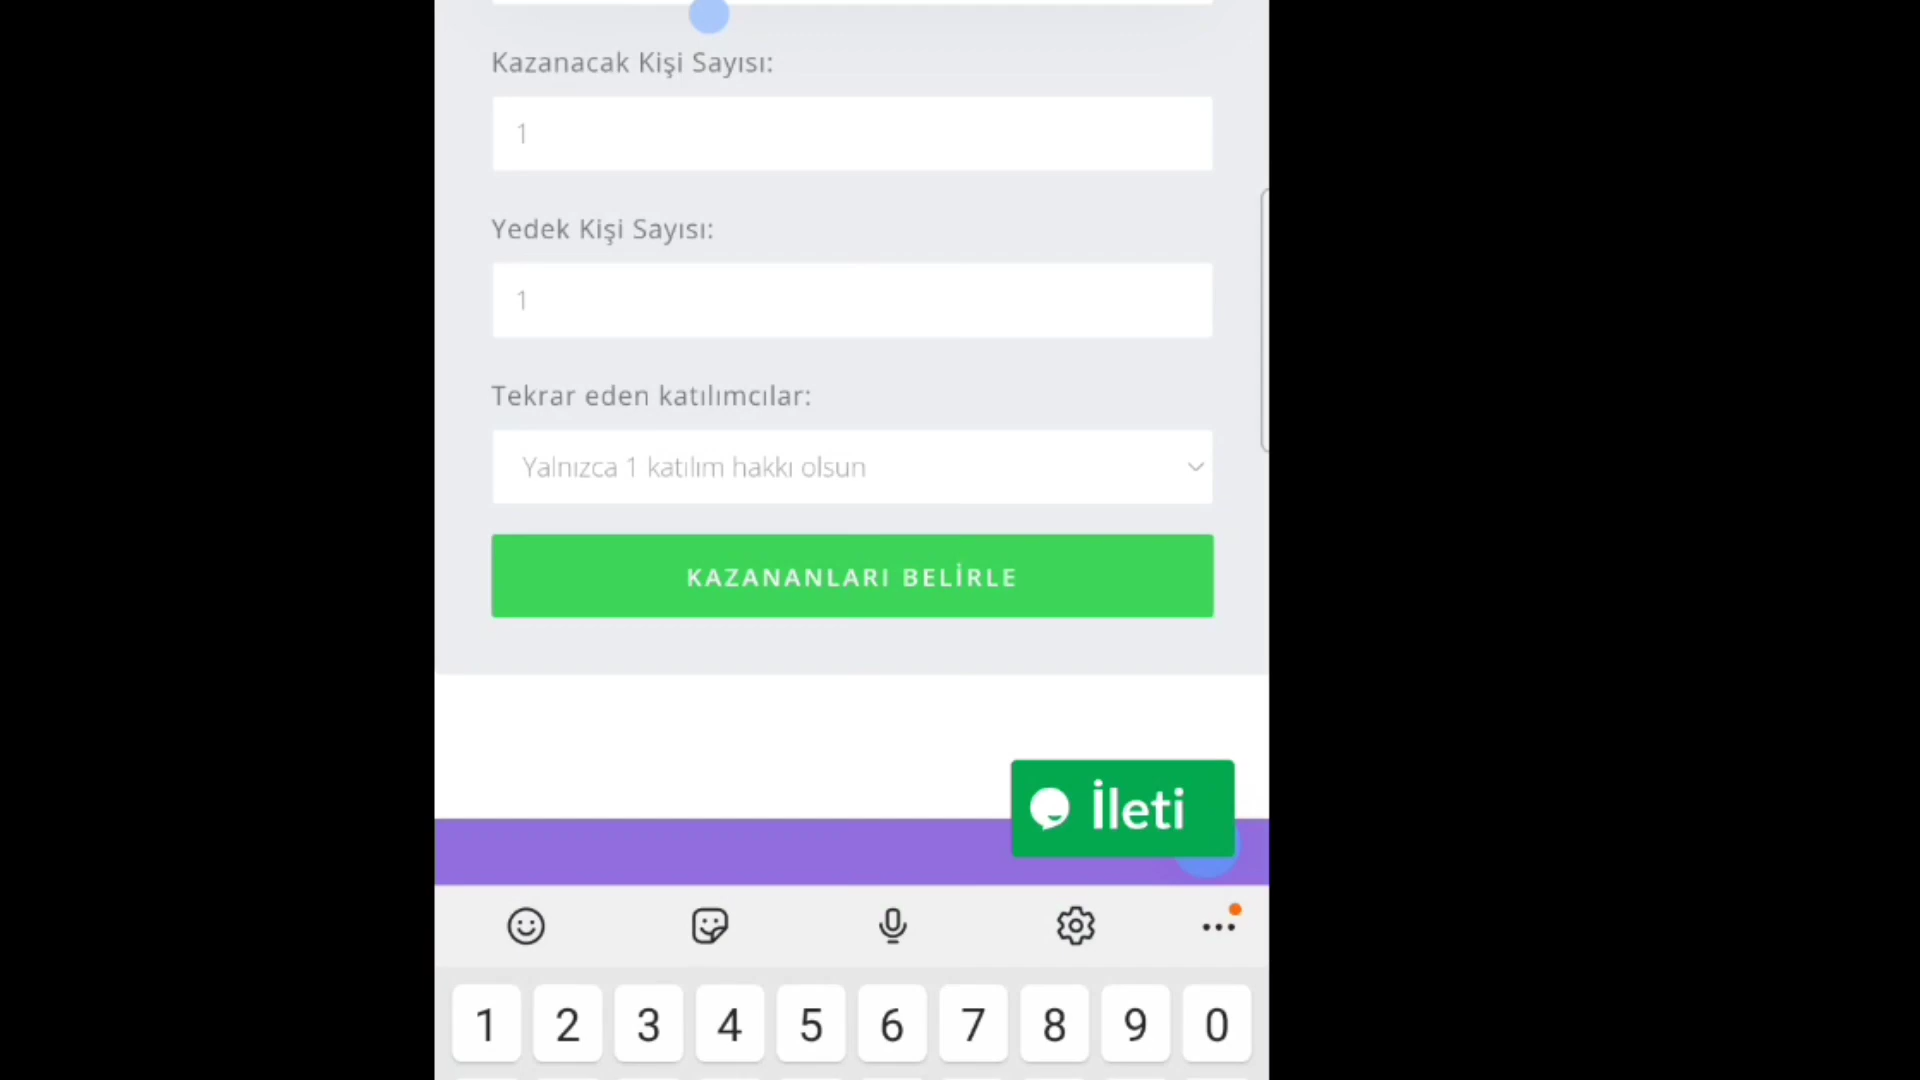 Kazanacak Kişi Sayısı:
1
Yedek Kişi Sayısı:
1
Tekrar eden katılımcılar:
Yalnızca 1 katılım hakkı olsun
KAZANANLARI BELİRLE
İleti
1 2 3 4 5 6 7 8 9 0